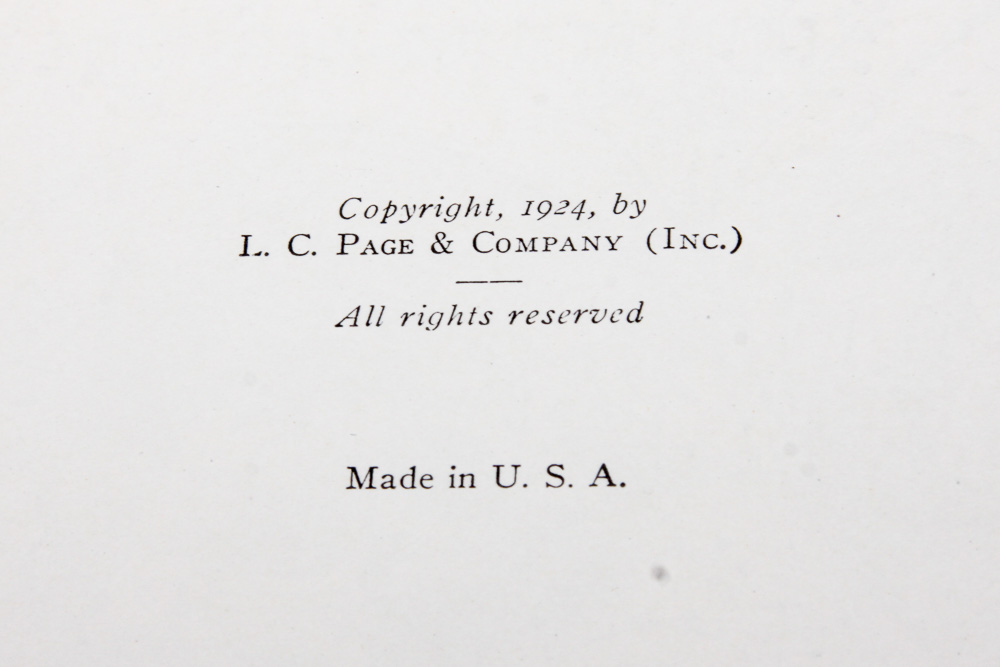 Copyright, 1924, by
L. C. Page & Company (Inc.)
All rights reserved
Made in U. S. A.